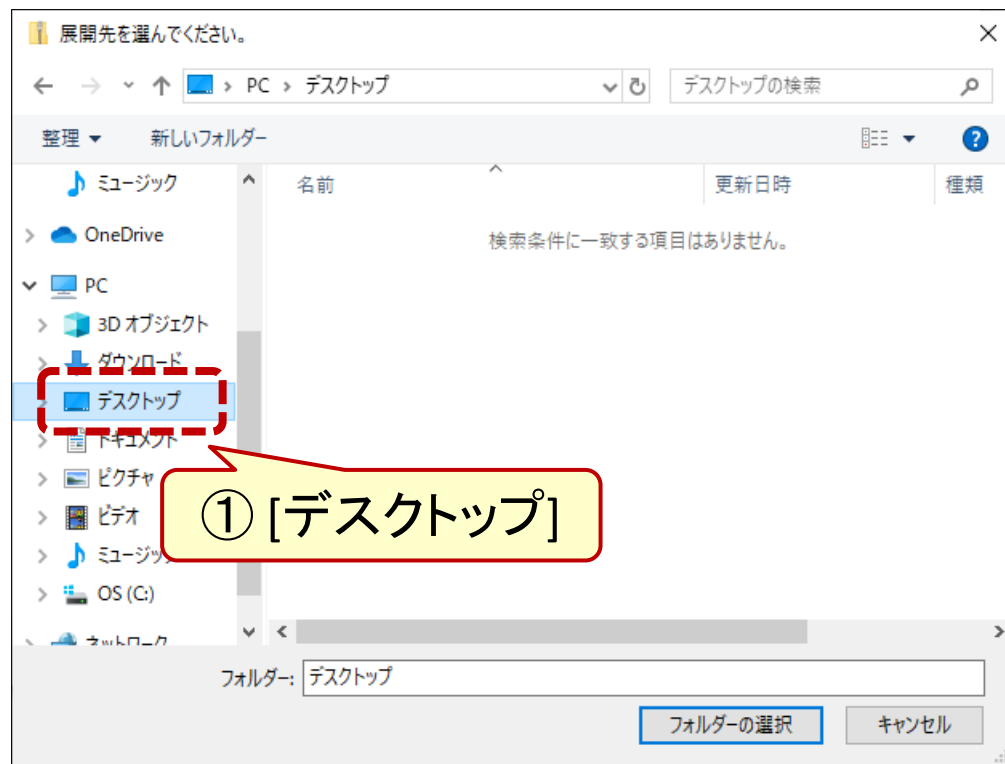 展開先を選んでください。
PC › デスクトップ
デスクトップの検索
整理
新しいフォルダー
名前
更新日時
種類
検索条件に一致する項目はありません。
ミュージック
OneDrive
PC
3D オブジェクト
ダウンロード
デスクトップ
ドキュメント
ピクチャ
ビデオ
ミュージック
OS (C:)
ネットワーク
① [デスクトップ]
フォルダー: デスクトップ
フォルダーの選択
キャンセル